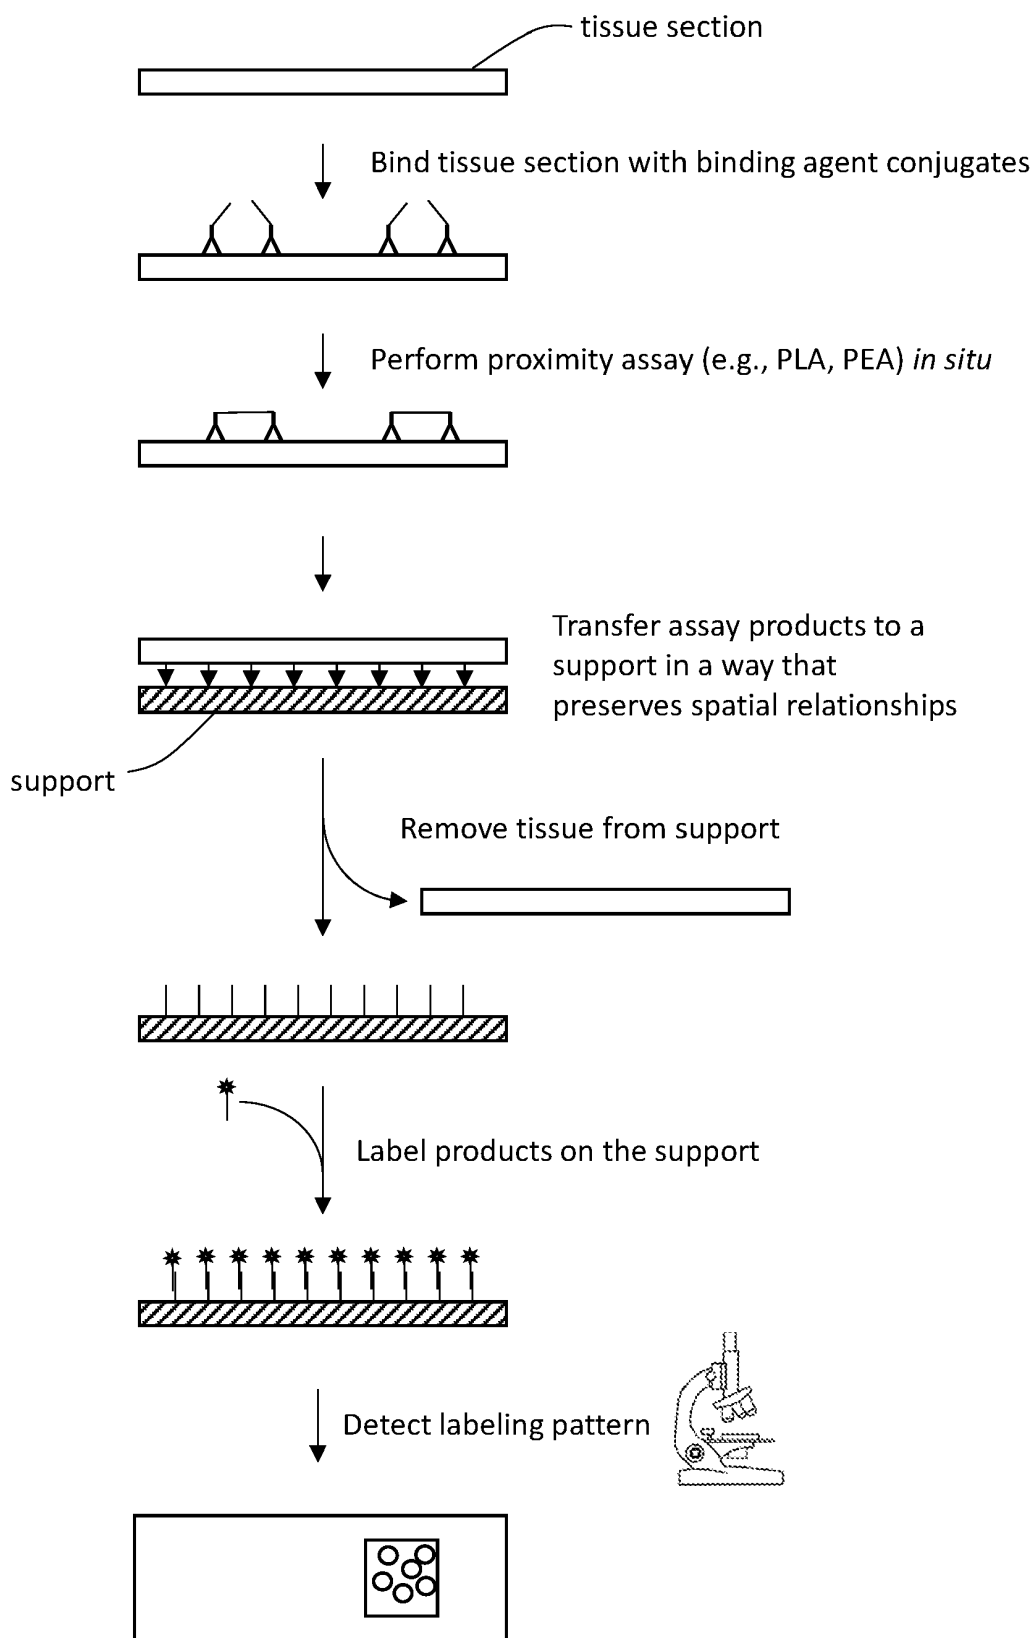 tissue section
Bind tissue section with binding agent conjugates
Perform proximity assay (e.g., PLA, PEA) in situ
Transfer assay products to a
support in a way that
preserves spatial relationships
support
Remove tissue from support
Label products on the support
Detect labeling pattern